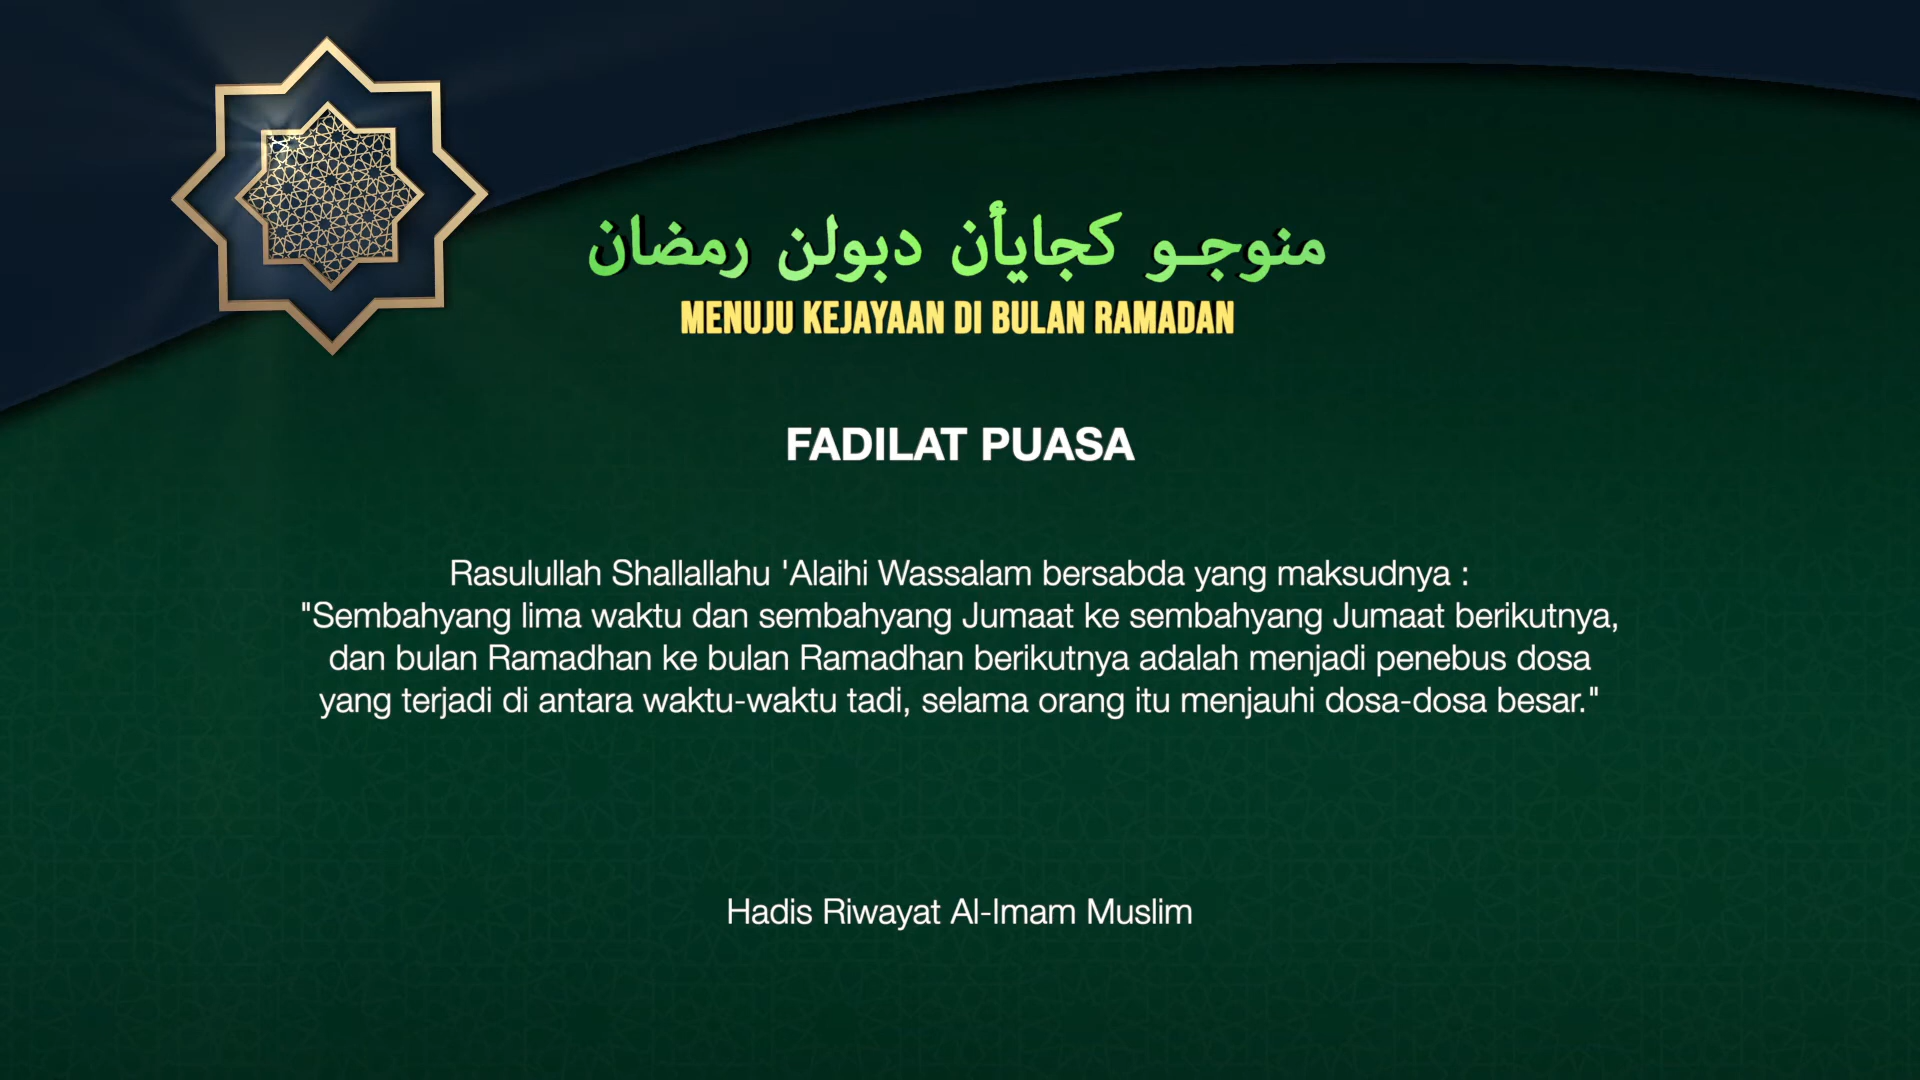 منوجـو كجايأن دبولن رمضان
MENUJU KEJAYAAN DI BULAN RAMADAN
FADILAT PUASA
Rasulullah Shallallahu 'Alaihi Wassalam bersabda yang maksudnya :
"Sembahyang lima waktu dan sembahyang Jumaat ke sembahyang Jumaat berikutnya,
dan bulan Ramadhan ke bulan Ramadhan berikutnya adalah menjadi penebus dosa
yang terjadi di antara waktu-waktu tadi, selama orang itu menjauhi dosa-dosa besar."
Hadis Riwayat Al-Imam Muslim